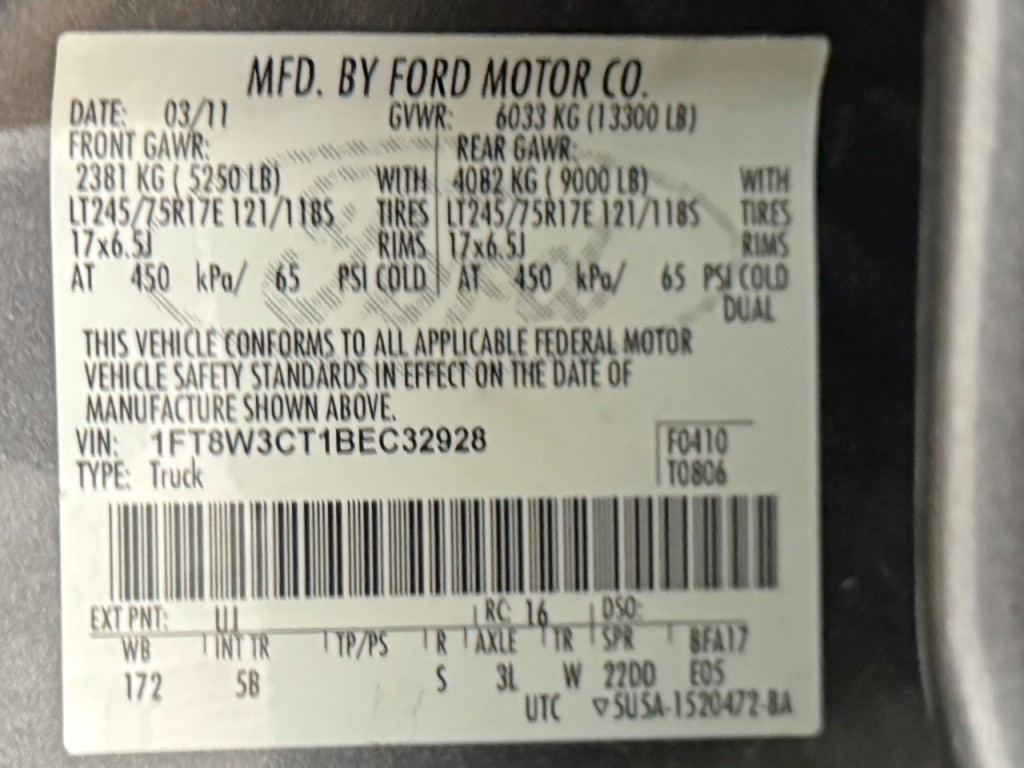 MFD. BY FORD MOTOR CO.
DATE: 03/11 GVWR: 6033 KG (13300 LB)
FRONT GAWR: REAR GAWR:
2381 KG ( 5250 LB) WITH 4082 KG ( 9000 LB) WITH
LT245/75R17E 121/118S TIRES LT245/75R17E 121/118S TIRES
17x6.5J RIMS 17x6.5J RIMS
AT 450 kPa/ 65 PSI COLD AT 450 kPa/ 65 PSI COLD
DUAL
THIS VEHICLE CONFORMS TO ALL APPLICABLE FEDERAL MOTOR
VEHICLE SAFETY STANDARDS IN EFFECT ON THE DATE OF
MANUFACTURE SHOWN ABOVE.
VIN: 1FT8W3CT1BEC32928 F0410
TYPE: Truck T0806
EXT PNT: UJ RC 16 DSO:
WB INT TR TP/PS R AXLE TR SPR BFA17
172 5B S 3L W 22DD E05
UTC ▽5U5A-1520472-BA